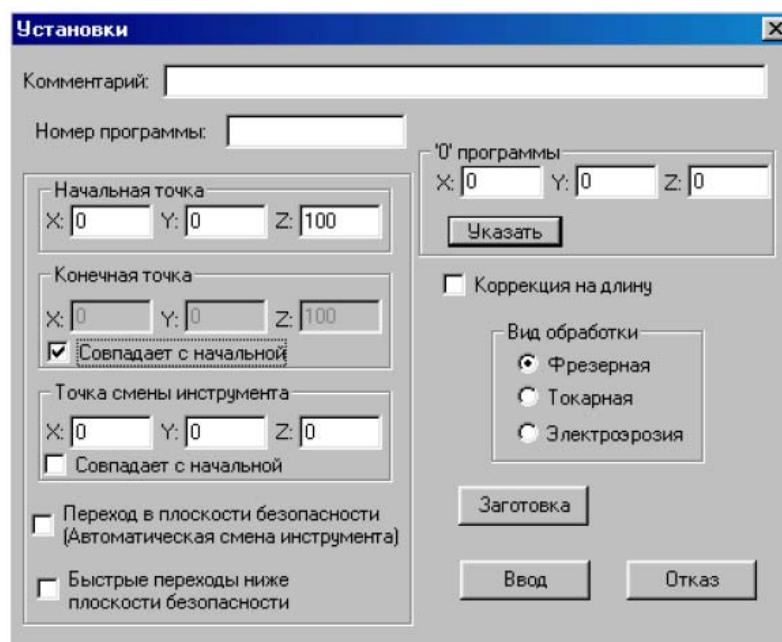 Установки
Комментарий:
Номер программы:
'0' программы
X: 0 Y: 0 Z: 0
Указать
Начальная точка
X: 0 Y: 0 Z: 100
Конечная точка
X: 0 Y: 0 Z: 100
Совпадает с начальной
Точка смены инструмента
X: 0 Y: 0 Z: 0
Совпадает с начальной
Переход в плоскости безопасности
(Автоматическая смена инструмента)
Быстрые переходы ниже
плоскости безопасности
Коррекция на длину
Вид обработки
Фрезерная
Токарная
Электроэрозия
Заготовка
Ввод Отказ